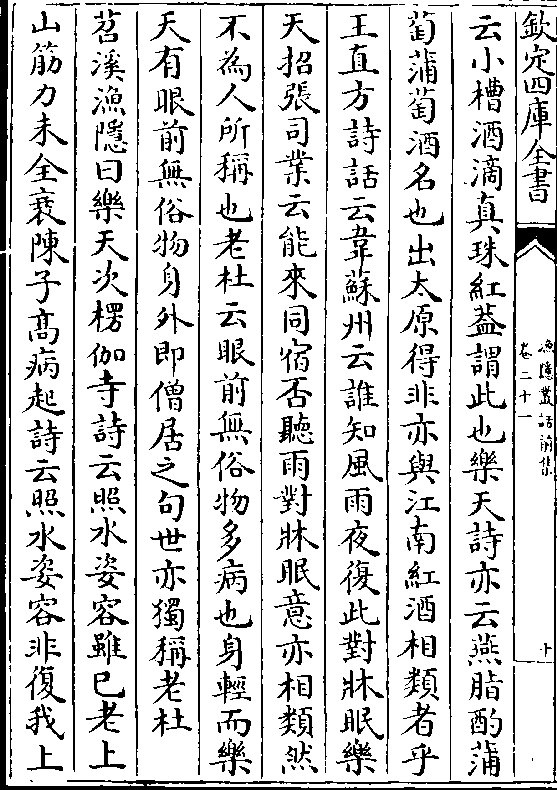 欽定四庫全書
漁隱叢話前集
卷二十一
十
云小槽酒滴真珠紅蓋謂此也樂天詩亦云燕脂酌蒲
萄蒲萄酒名也出太原得非亦與江南紅酒相類者乎
王直方詩話云韋蘇州云誰知風雨夜復此對牀眠樂
天招張司業云能來同宿否聽雨對牀眠意亦相類然
不為人所稱也老杜云眼前無俗物多病也身輕而樂
天有眼前無俗物身外即僧居之句世亦獨稱老杜
苕溪漁隱曰樂天次楞伽寺詩云照水姿容雖已老上
山筋力未全衰陳子髙病起詩云照水姿容非復我上